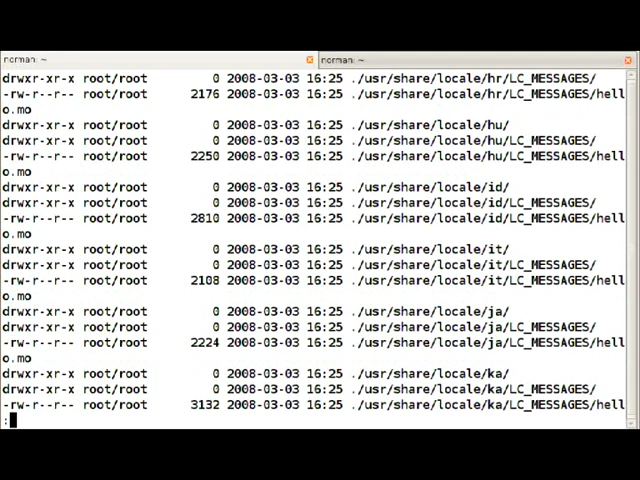 norman: ~
norman: ~
drwxr-xr-x root/root 0 2008-03-03 16:25 ./usr/share/locale/hr/LC_MESSAGES/
-rw-r--r-- root/root 2176 2008-03-03 16:25 ./usr/share/locale/hr/LC_MESSAGES/hell
o.mo
drwxr-xr-x root/root 0 2008-03-03 16:25 ./usr/share/locale/hu/
drwxr-xr-x root/root 0 2008-03-03 16:25 ./usr/share/locale/hu/LC_MESSAGES/
-rw-r--r-- root/root 2250 2008-03-03 16:25 ./usr/share/locale/hu/LC_MESSAGES/hell
o.mo
drwxr-xr-x root/root 0 2008-03-03 16:25 ./usr/share/locale/id/
drwxr-xr-x root/root 0 2008-03-03 16:25 ./usr/share/locale/id/LC_MESSAGES/
-rw-r--r-- root/root 2810 2008-03-03 16:25 ./usr/share/locale/id/LC_MESSAGES/hell
o.mo
drwxr-xr-x root/root 0 2008-03-03 16:25 ./usr/share/locale/it/
drwxr-xr-x root/root 0 2008-03-03 16:25 ./usr/share/locale/it/LC_MESSAGES/
-rw-r--r-- root/root 2108 2008-03-03 16:25 ./usr/share/locale/it/LC_MESSAGES/hell
o.mo
drwxr-xr-x root/root 0 2008-03-03 16:25 ./usr/share/locale/ja/
drwxr-xr-x root/root 0 2008-03-03 16:25 ./usr/share/locale/ja/LC_MESSAGES/
-rw-r--r-- root/root 2224 2008-03-03 16:25 ./usr/share/locale/ja/LC_MESSAGES/hell
o.mo
drwxr-xr-x root/root 0 2008-03-03 16:25 ./usr/share/locale/ka/
drwxr-xr-x root/root 0 2008-03-03 16:25 ./usr/share/locale/ka/LC_MESSAGES/
-rw-r--r-- root/root 3132 2008-03-03 16:25 ./usr/share/locale/ka/LC_MESSAGES/hell
: